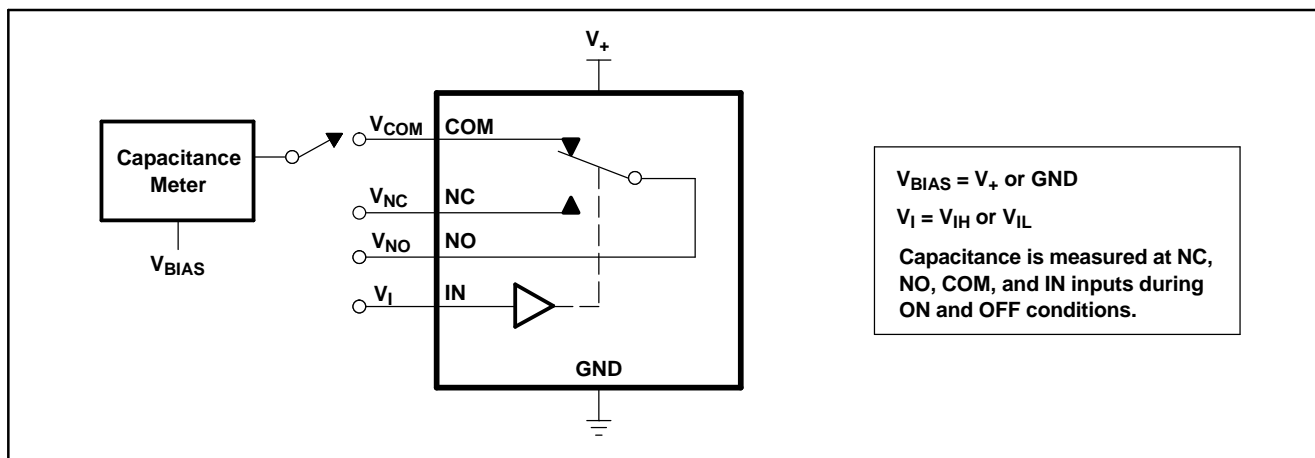 V+
VCOM COM
Capacitance
Meter
VBIAS = V+ or GND
VNC NC
VI = VIH or VIL
VNO NO
VBIAS
Capacitance is measured at NC,
NO, COM, and IN inputs during
ON and OFF conditions.
VI IN
GND